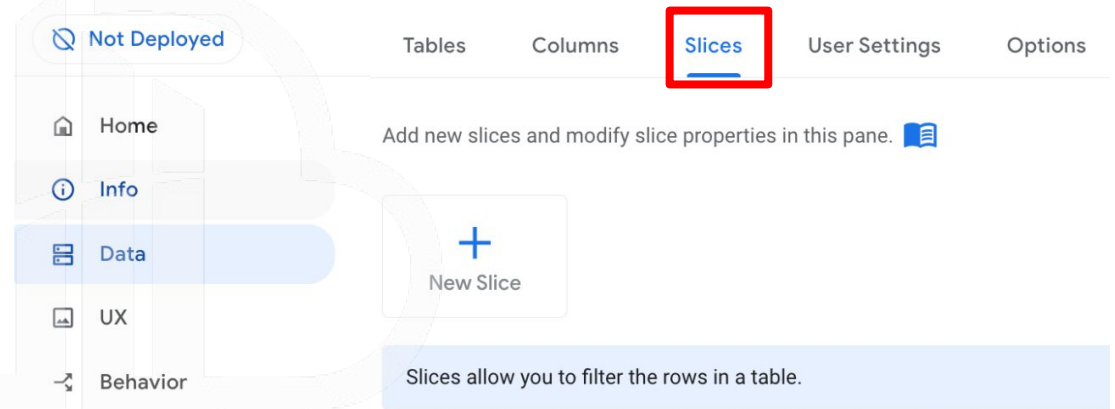 Not Deployed
Tables Columns Slices User Settings Options
Home
Info
Data
UX
Behavior
Add new slices and modify slice properties in this pane.
New Slice
Slices allow you to filter the rows in a table.